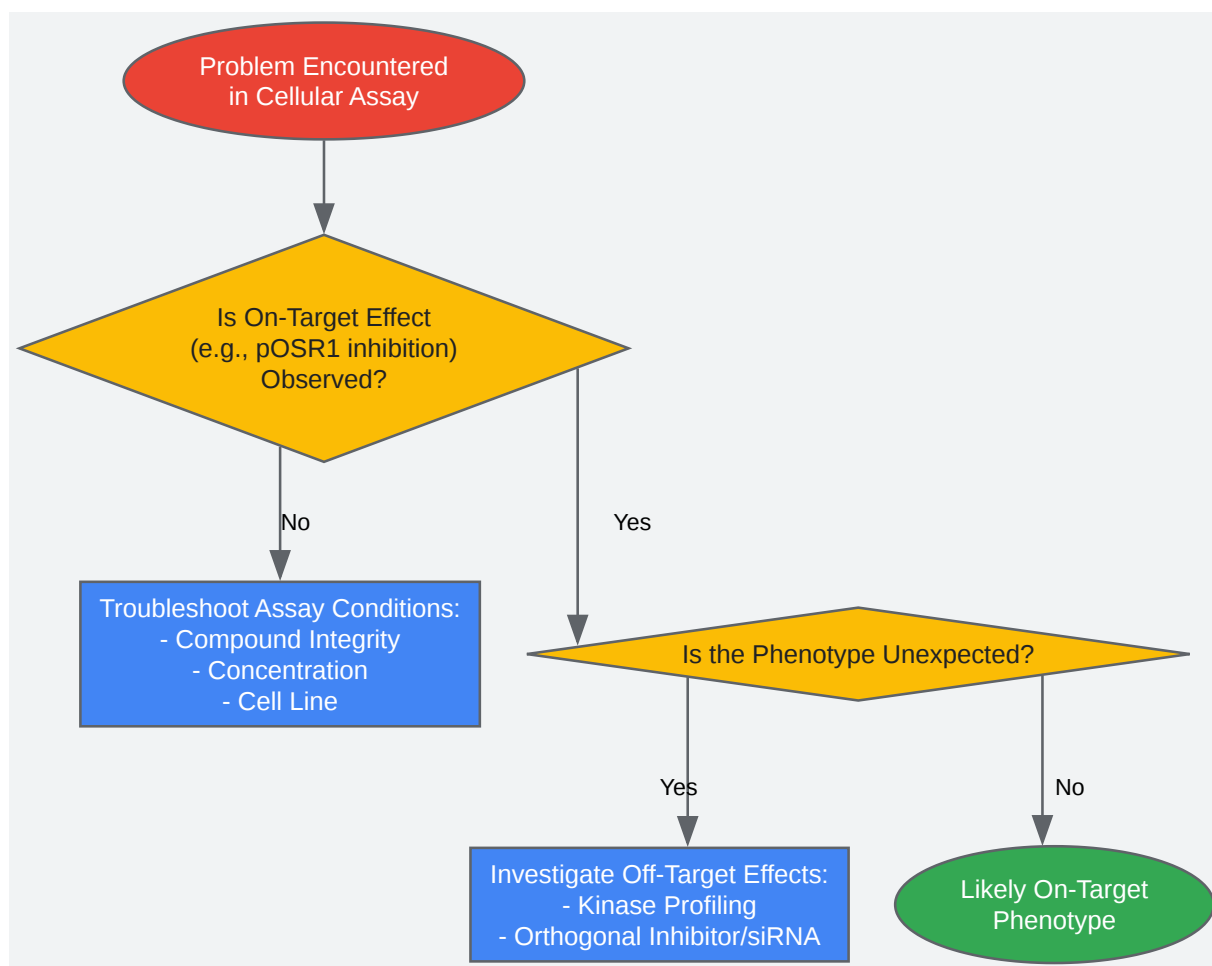 Problem Encountered
in Cellular Assay
Is On-Target Effect
(e.g., pOSR1 inhibition)
Observed?
No
Yes
Troubleshoot Assay Conditions:
- Compound Integrity
- Concentration
- Cell Line
Is the Phenotype Unexpected?
Yes
No
Investigate Off-Target Effects:
- Kinase Profiling
- Orthogonal Inhibitor/siRNA
Likely On-Target
Phenotype